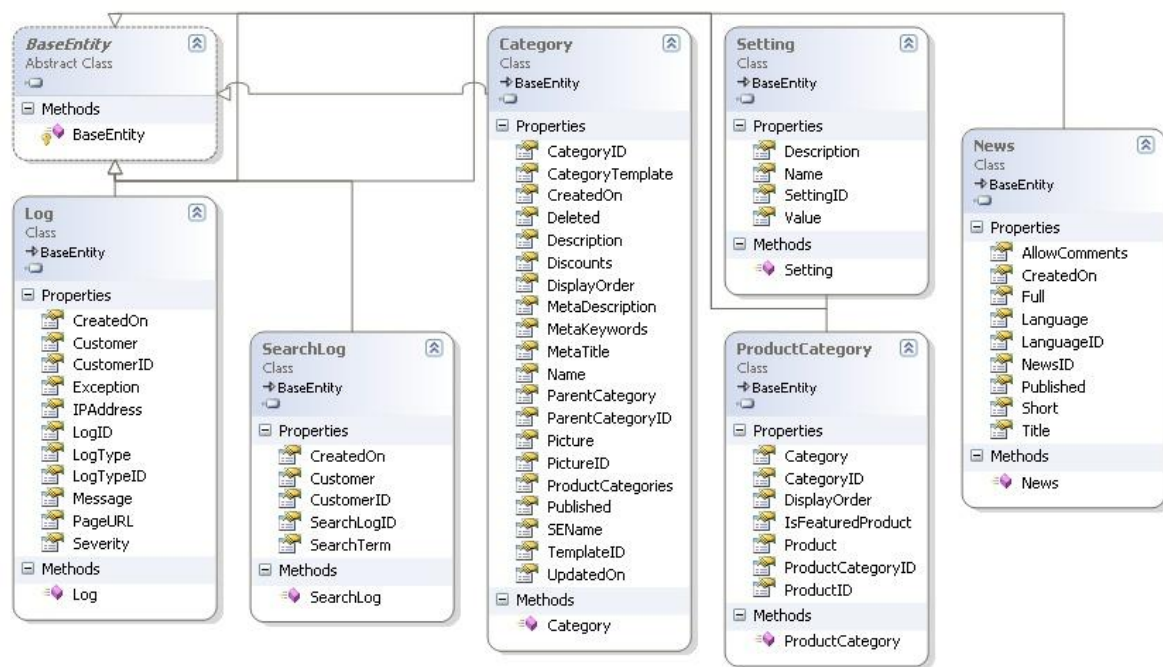 BaseEntity
Abstract Class
Methods
BaseEntity
Log
Class
BaseEntity
Properties
CreatedOn
Customer
CustomerID
Exception
IPAddress
LogID
LogType
LogTypeID
Message
PageURL
Severity
Methods
Log
SearchLog
Class
BaseEntity
Properties
CreatedOn
Customer
CustomerID
SearchLogID
SearchTerm
Methods
SearchLog
Category
Class
BaseEntity
Properties
CategoryID
CategoryTemplate
CreatedOn
Deleted
Description
Discounts
DisplayOrder
MetaDescription
MetaKeywords
MetaTitle
Name
ParentCategory
ParentCategoryID
Picture
PictureID
ProductCategories
Published
SEName
TemplateID
UpdatedOn
Methods
Category
Setting
Class
BaseEntity
Properties
Description
Name
SettingID
Value
Methods
Setting
ProductCategory
Class
BaseEntity
Properties
Category
CategoryID
DisplayOrder
IsFeaturedProduct
Product
ProductCategoryID
ProductID
Methods
ProductCategory
News
Class
BaseEntity
Properties
AllowComments
CreatedOn
Full
Language
LanguageID
NewsID
Published
Short
Title
Methods
News